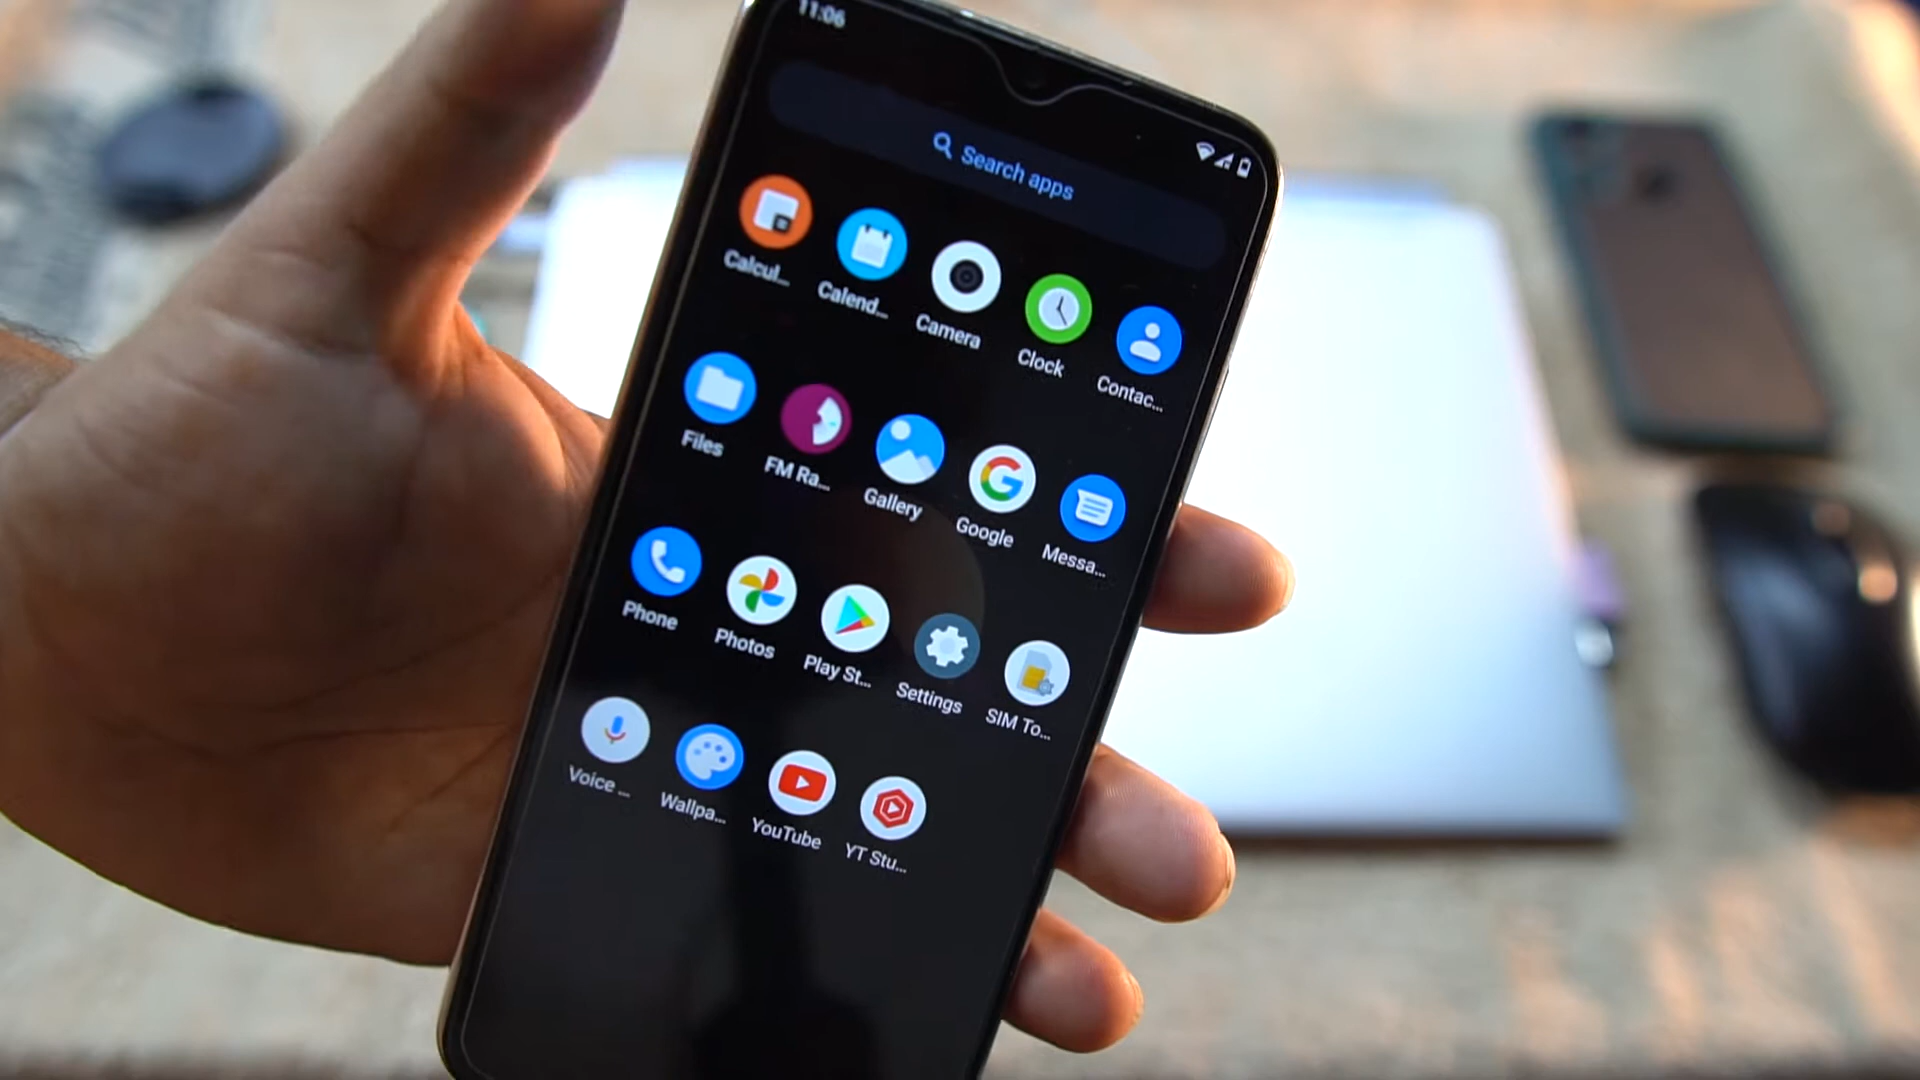 11:06
Search apps
Calcul...
Calend...
Camera
Clock
Contac...
Files
FM Ra...
Gallery
Google
Messa...
Phone
Photos
Play St...
Settings
SIM To...
Voice ...
Wallpa...
YouTube
YT Stu...